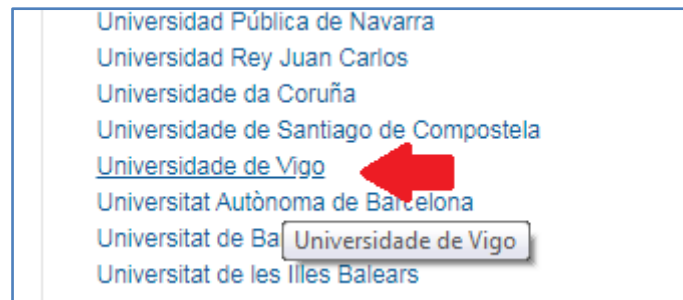 Universidad Pública de Navarra
Universidad Rey Juan Carlos
Universidade da Coruña
Universidade de Santiago de Compostela
Universidade de Vigo
Universitat Autònoma de Barcelona
Universitat de Ba
Universidade de Vigo
Universitat de les Illes Balears